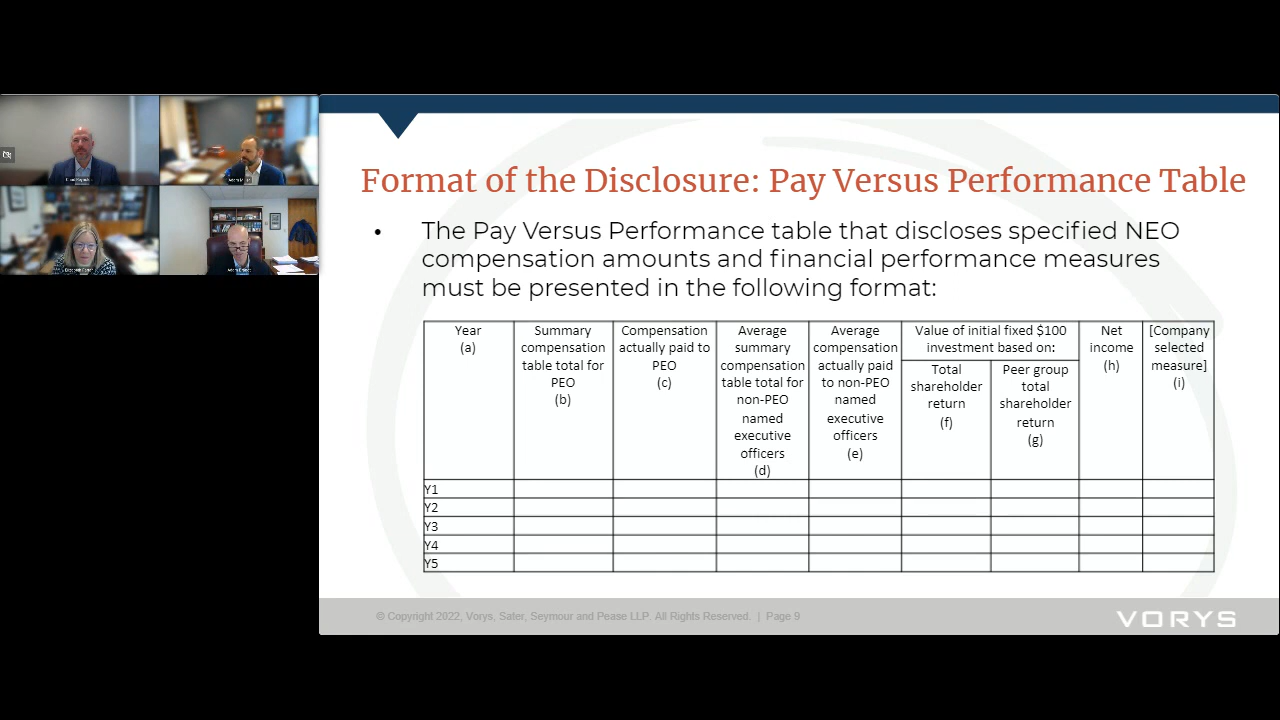 Format of the Disclosure: Pay Versus Performance Table
• The Pay Versus Performance table that discloses specified NEO
compensation amounts and financial performance measures
must be presented in the following format:
Year
(a)
Summary
compensation
table total for
PEO
(b)
Compensation
actually paid to
PEO
(c)
Average
summary
compensation
table total for
non-PEO
named
executive
officers
(d)
Average
compensation
actually paid
to non-PEO
named
executive
officers
(e)
Value of initial fixed $100
investment based on:
Total
shareholder
return
(f)
Peer group
total
shareholder
return
(g)
Net
income
(h)
[Company
selected
measure]
(i)
Y1
Y2
Y3
Y4
Y5
© Copyright 2022, Vorys, Sater, Seymour and Pease LLP. All Rights Reserved. | Page 9
VORYS